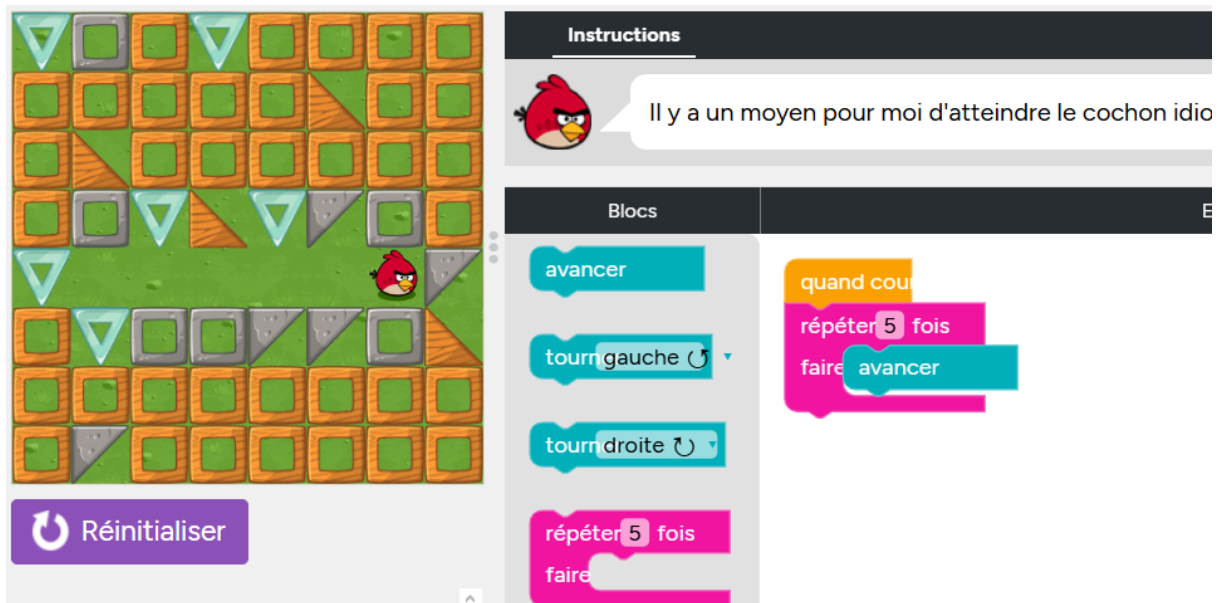 Instructions
Il y a un moyen pour moi d'atteindre le cochon idio
Blocs
E
avancer
tourn gauche ↺
tourn droite ↻
répéter 5 fois
faire
quand cour
répéter 5 fois
faire avancer
Réinitialiser